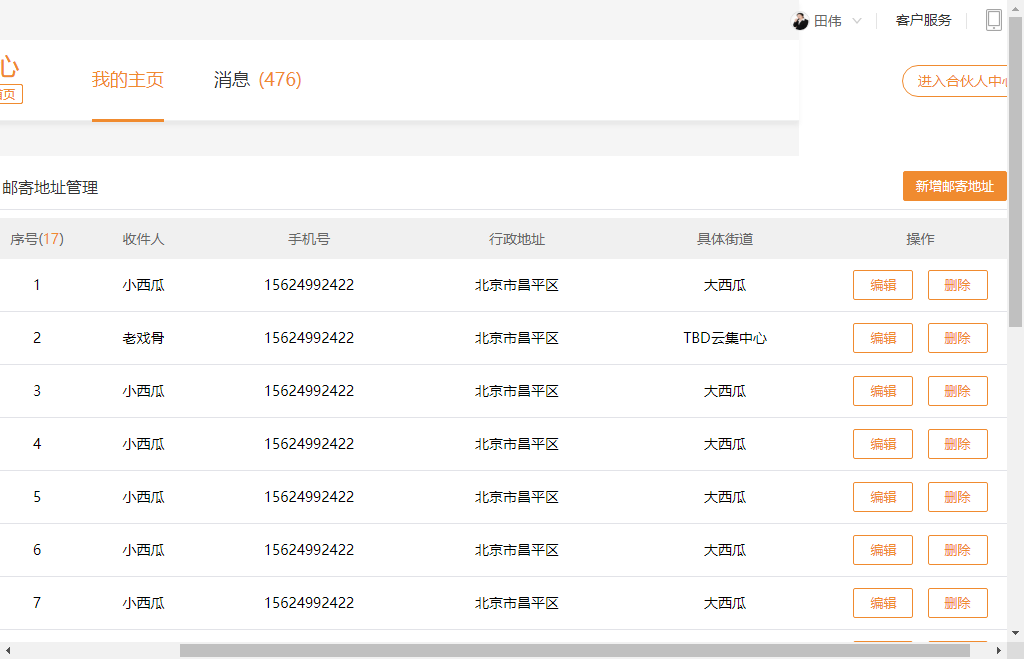 田伟
客户服务
心
首页
我的主页
消息 (476)
进入合伙人中心
邮寄地址管理
新增邮寄地址
序号(17) 收件人 手机号 行政地址 具体街道 操作
1 小西瓜 15624992422 北京市昌平区 大西瓜 编辑 删除
2 老戏骨 15624992422 北京市昌平区 TBD云集中心 编辑 删除
3 小西瓜 15624992422 北京市昌平区 大西瓜 编辑 删除
4 小西瓜 15624992422 北京市昌平区 大西瓜 编辑 删除
5 小西瓜 15624992422 北京市昌平区 大西瓜 编辑 删除
6 小西瓜 15624992422 北京市昌平区 大西瓜 编辑 删除
7 小西瓜 15624992422 北京市昌平区 大西瓜 编辑 删除